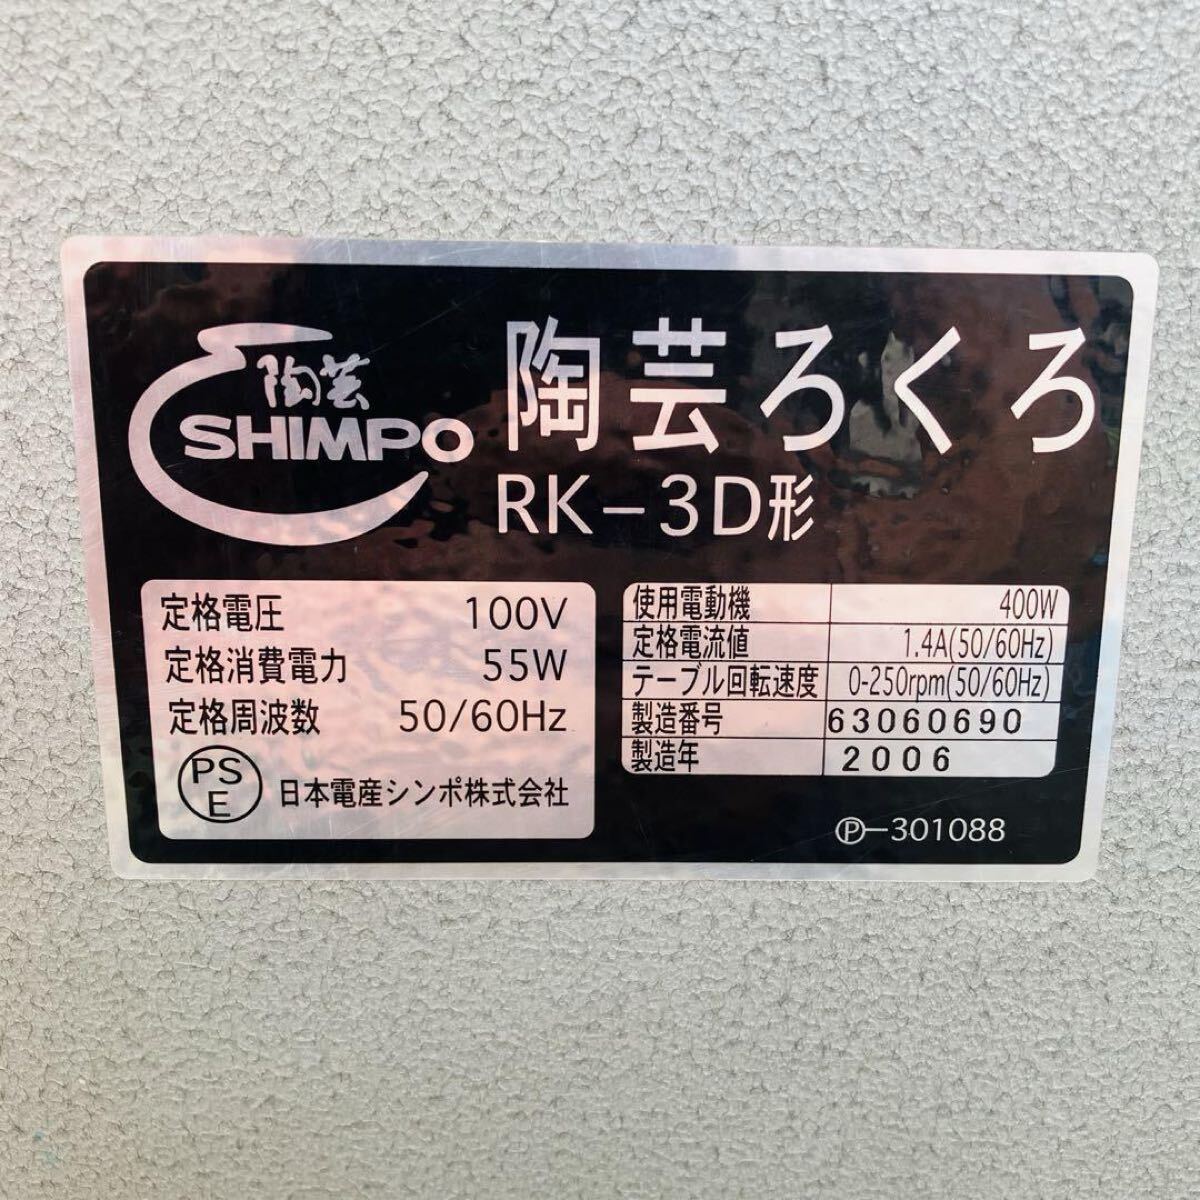 陶芸
SHIMPO
陶芸ろくろ
RK-3D形
定格電圧 100V
定格消費電力 55W
定格周波数 50/60Hz
PS
E
日本電産シンポ株式会社
使用電動機 400W
定格電流値 1.4A(50/60Hz)
テーブル回転速度 0-250rpm(50/60Hz)
製造番号 63060690
製造年 2006
Ⓟ-301088